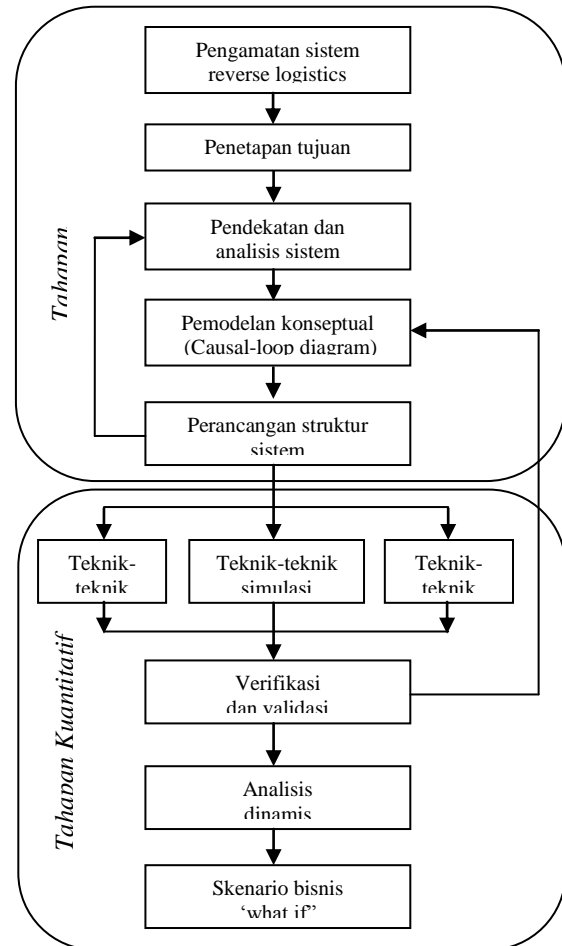 Pengamatan sistem
reverse logistics
Penetapan tujuan
Pendekatan dan
analisis sistem
Pemodelan konseptual
(Causal-loop diagram)
Perancangan struktur
sistem
Tahapan
Teknik-
teknik
Teknik-teknik
simulasi
Teknik-
teknik
Verifikasi
dan validasi
Analisis
dinamis
Skenario bisnis
‘what if”
Tahapan Kuantitatif